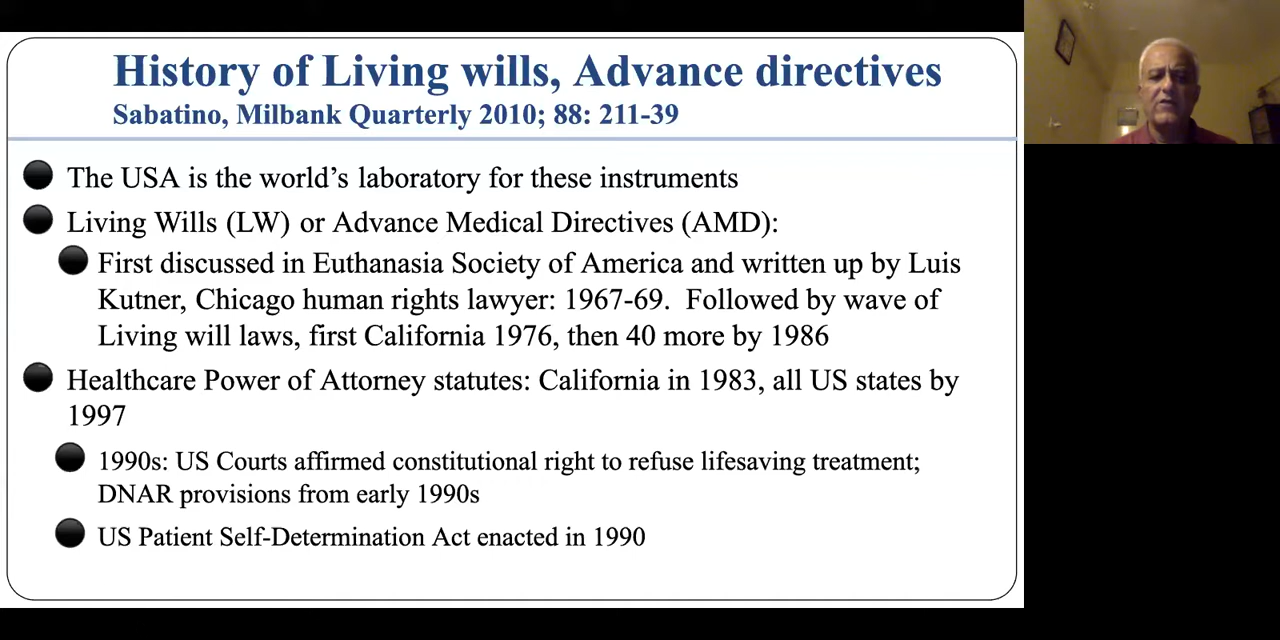 History of Living wills, Advance directives
Sabatino, Milbank Quarterly 2010; 88: 211-39
The USA is the world’s laboratory for these instruments
Living Wills (LW) or Advance Medical Directives (AMD):
First discussed in Euthanasia Society of America and written up by Luis
Kutner, Chicago human rights lawyer: 1967-69. Followed by wave of
Living will laws, first California 1976, then 40 more by 1986
Healthcare Power of Attorney statutes: California in 1983, all US states by
1997
1990s: US Courts affirmed constitutional right to refuse lifesaving treatment;
DNAR provisions from early 1990s
US Patient Self-Determination Act enacted in 1990